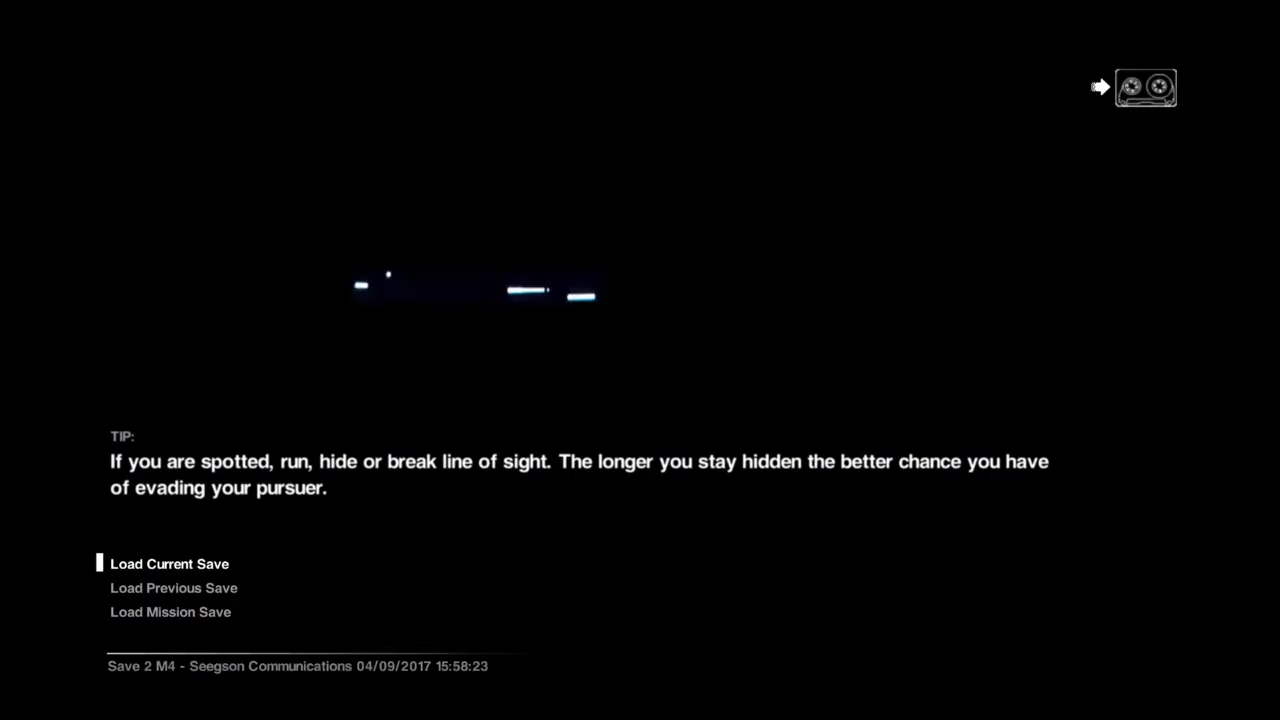 TIP:
If you are spotted, run, hide or break line of sight. The longer you stay hidden the better chance you have
of evading your pursuer.
Load Current Save
Load Previous Save
Load Mission Save
Save 2 M4 - Seegson Communications 04/09/2017 15:58:23